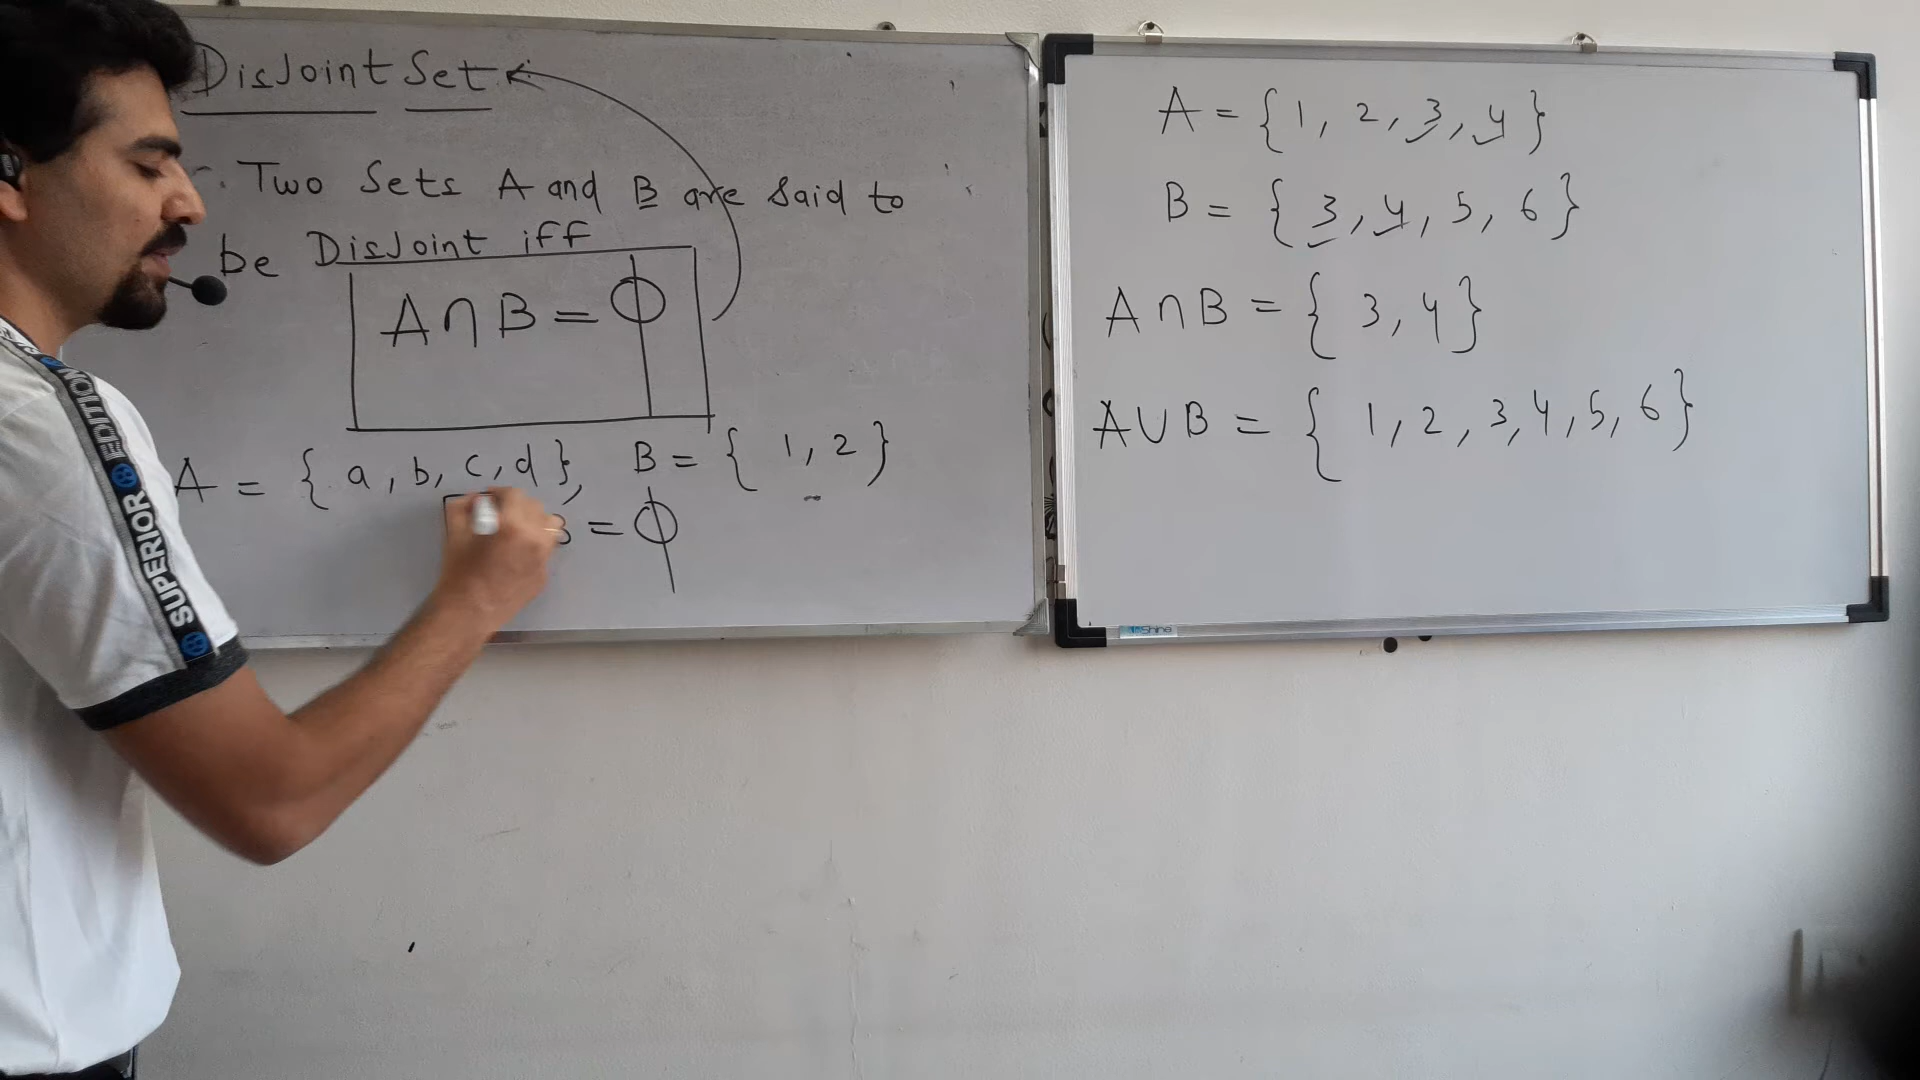 DisJoint Set
Two Sets A and B are Said to
be DisJoint iff
A∩B = ϕ
A = { a, b, c, d }, B = { 1, 2 }
B = ϕ
A = { 1, 2, 3, 4 }
B = { 3, 4, 5, 6 }
A∩B = { 3, 4 }
A∪B = { 1, 2, 3, 4, 5, 6 }
SUPERIOR EDITION